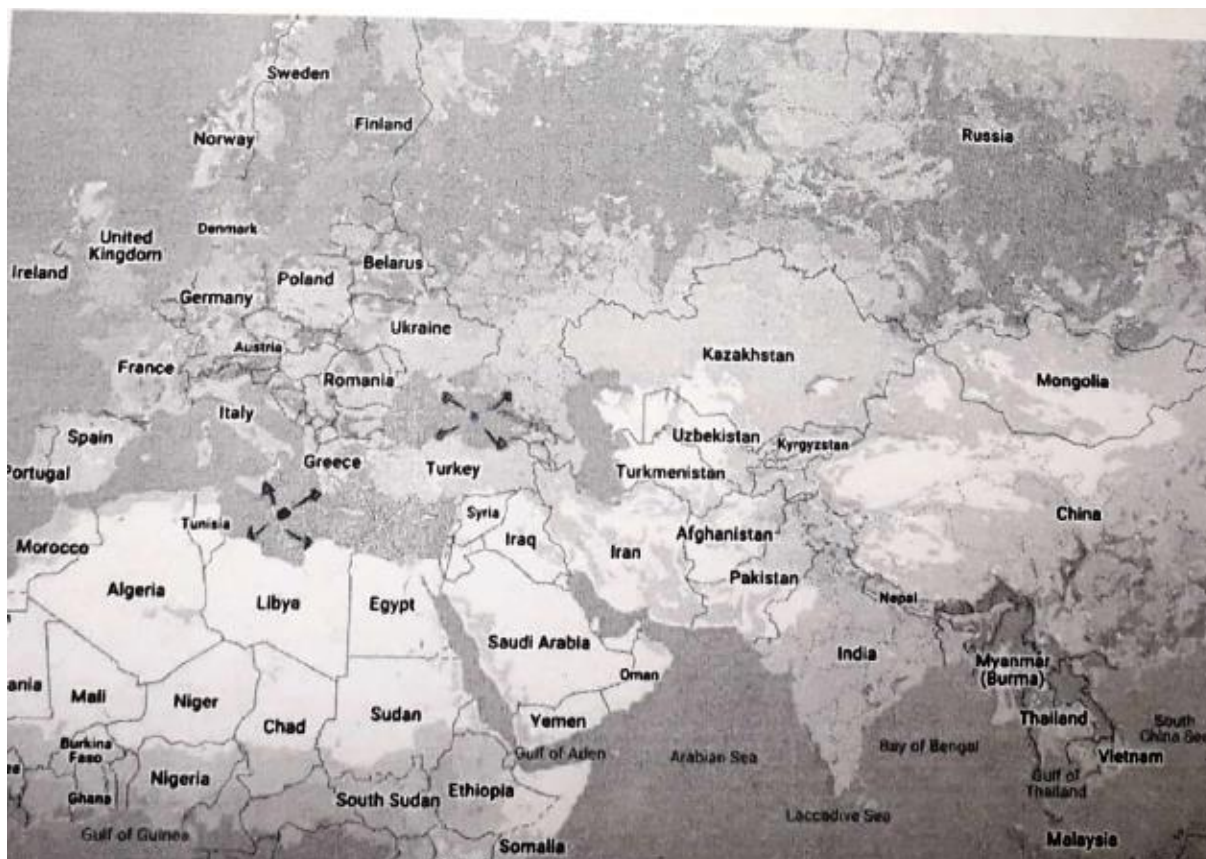 Sweden
Finland
Norway
Russia
Denmark
United
Kingdom
Ireland
Belarus
Poland
Germany
Ukraine
Austria
Kazakhstan
France
Romania
Mongolia
Italy
Spain
Uzbekistan
Kyrgyzstan
Greece
Turkey
Turkmenistan
Portugal
Syria
Tunisia
China
Afghanistan
Iraq
Iran
Morocco
Pakistan
Algeria
Libya
Egypt
Nepal
Saudi Arabia
India
Oman
Myanmar
(Burma)
ania
Mali
Niger
Sudan
Chad
Yemen
Thailand
South
China Sea
Burkina
Faso
Gulf of Aden
Arabian Sea
Bay of Bengal
Vietnam
Nigeria
Ethiopia
Gulf of
Thailand
Ghana
South Sudan
Laccadive Sea
Gulf of Guinea
Malaysia
Somalia